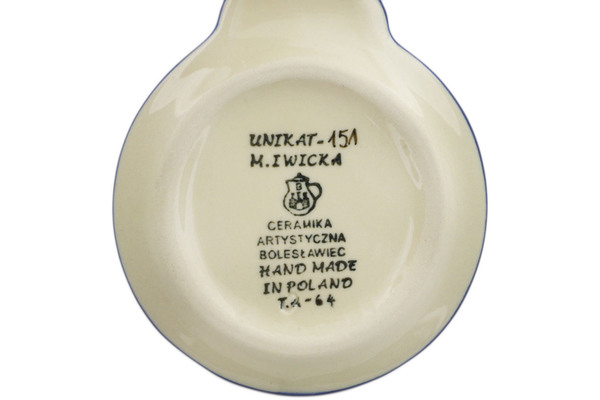 UNIKAT-151
M.IWICKA
CERAMIKA
ARTYSTYCZNA
BOLESŁAWIEC
HAND MADE
IN POLAND
T.A-64